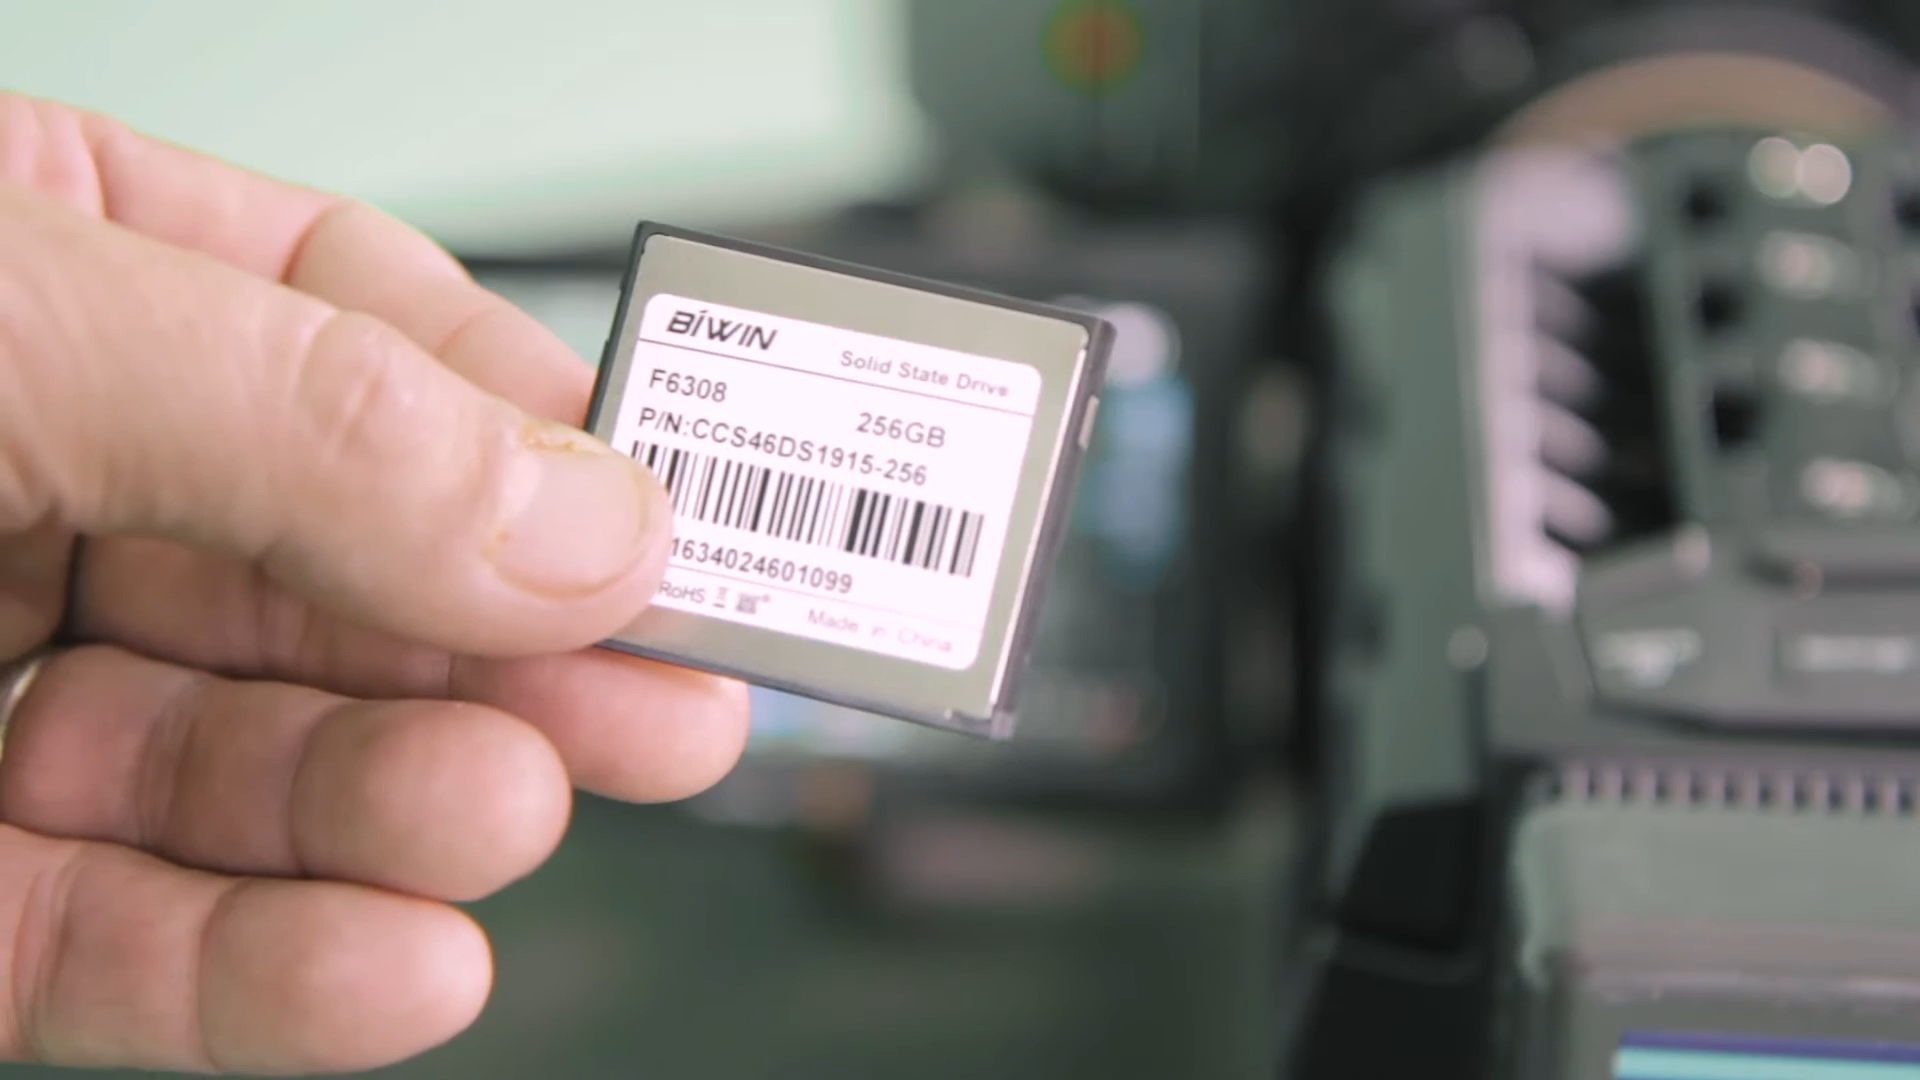 BIWIN
Solid State Drive
F6308
256GB
P/N:CCS46DS1915-256
1634024601099
RoHS
Made in China